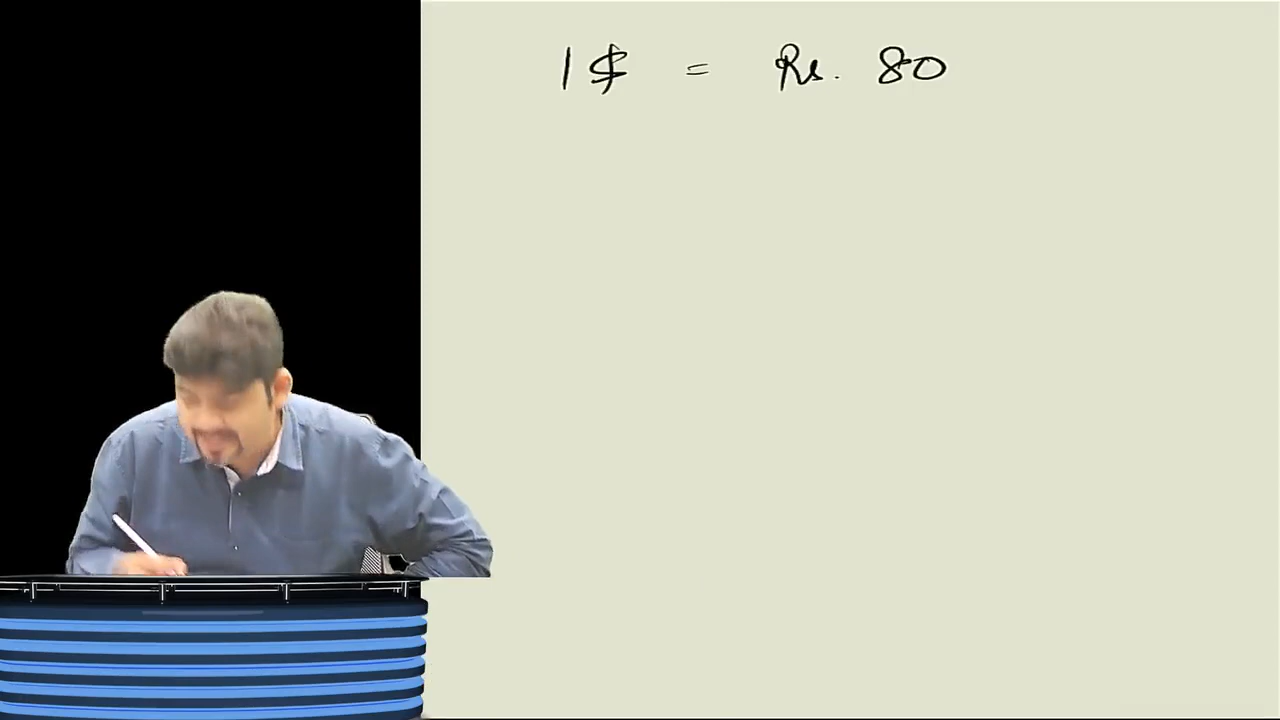 1 $ = Rs. 80